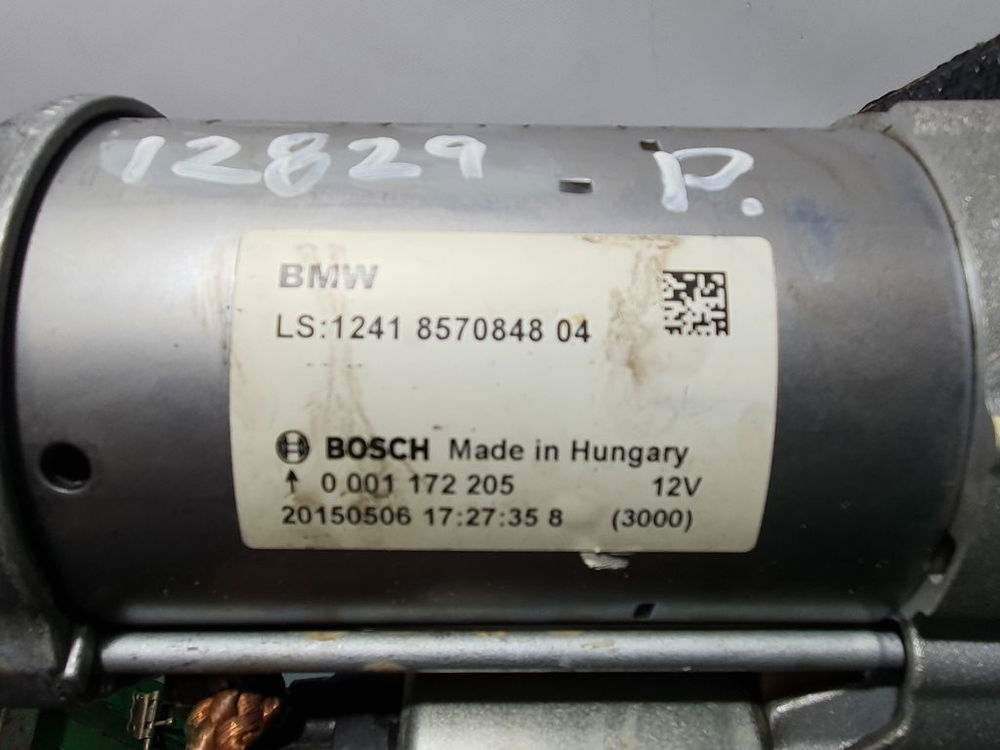 12829 P.
BMW
LS:1241 8570848 04
BOSCH Made in Hungary
↑ 0 001 172 205 12V
20150506 17:27:35 8 (3000)